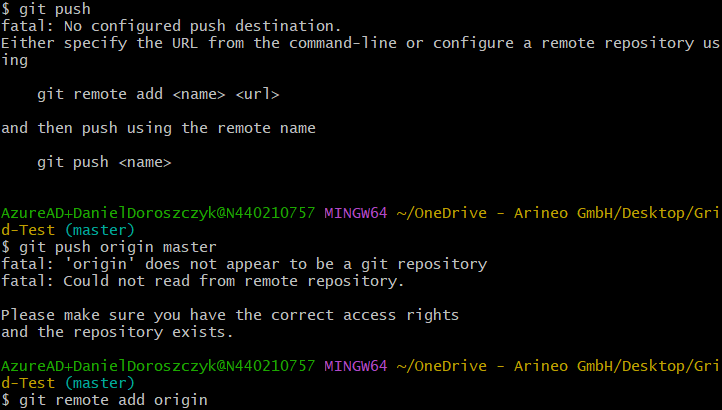 $ git push
fatal: No configured push destination.
Either specify the URL from the command-line or configure a remote repository us
ing
    git remote add <name> <url>
and then push using the remote name
    git push <name>
AzureAD+DanielDoroszczyk@N440210757 MINGW64 ~/OneDrive - Arineo GmbH/Desktop/Gri
d-Test (master)
$ git push origin master
fatal: 'origin' does not appear to be a git repository
fatal: Could not read from remote repository.
Please make sure you have the correct access rights
and the repository exists.
AzureAD+DanielDoroszczyk@N440210757 MINGW64 ~/OneDrive - Arineo GmbH/Desktop/Gri
d-Test (master)
$ git remote add origin